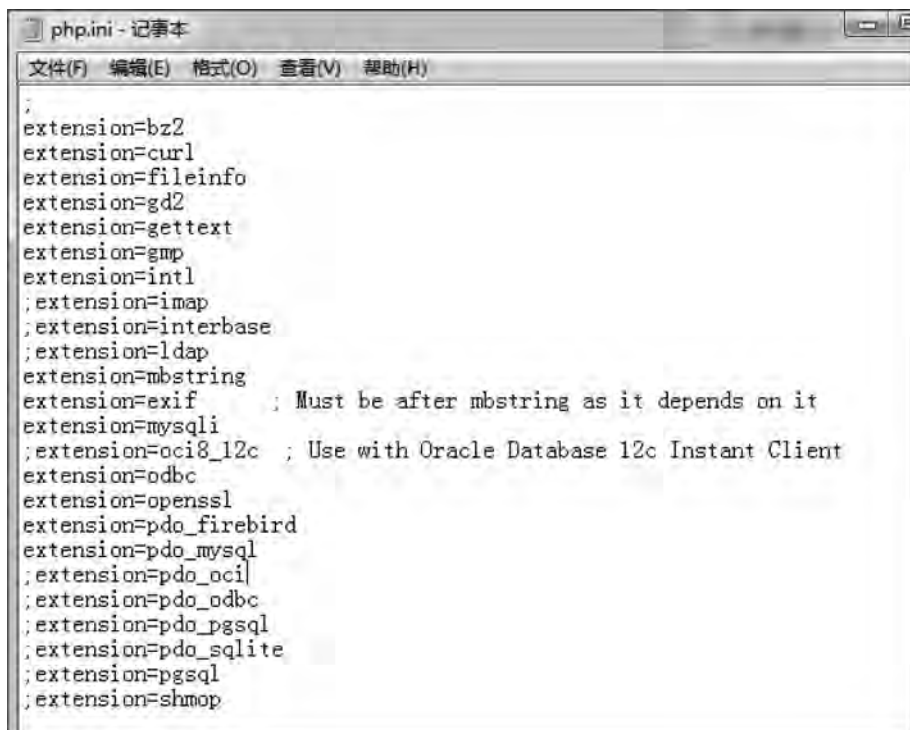 php.ini - 记事本
文件(F) 编辑(E) 格式(O) 查看(V) 帮助(H)
;
extension=bz2
extension=curl
extension=fileinfo
extension=gd2
extension=gettext
extension=gmp
extension=intl
;extension=imap
;extension=interbase
;extension=ldap
extension=mbstring
extension=exif      ; Must be after mbstring as it depends on it
extension=mysqli
;extension=oci8_12c  ; Use with Oracle Database 12c Instant Client
extension=odbc
extension=openssl
extension=pdo_firebird
extension=pdo_mysql
;extension=pdo_oci
;extension=pdo_odbc
;extension=pdo_pgsql
;extension=pdo_sqlite
;extension=pgsql
;extension=shmop